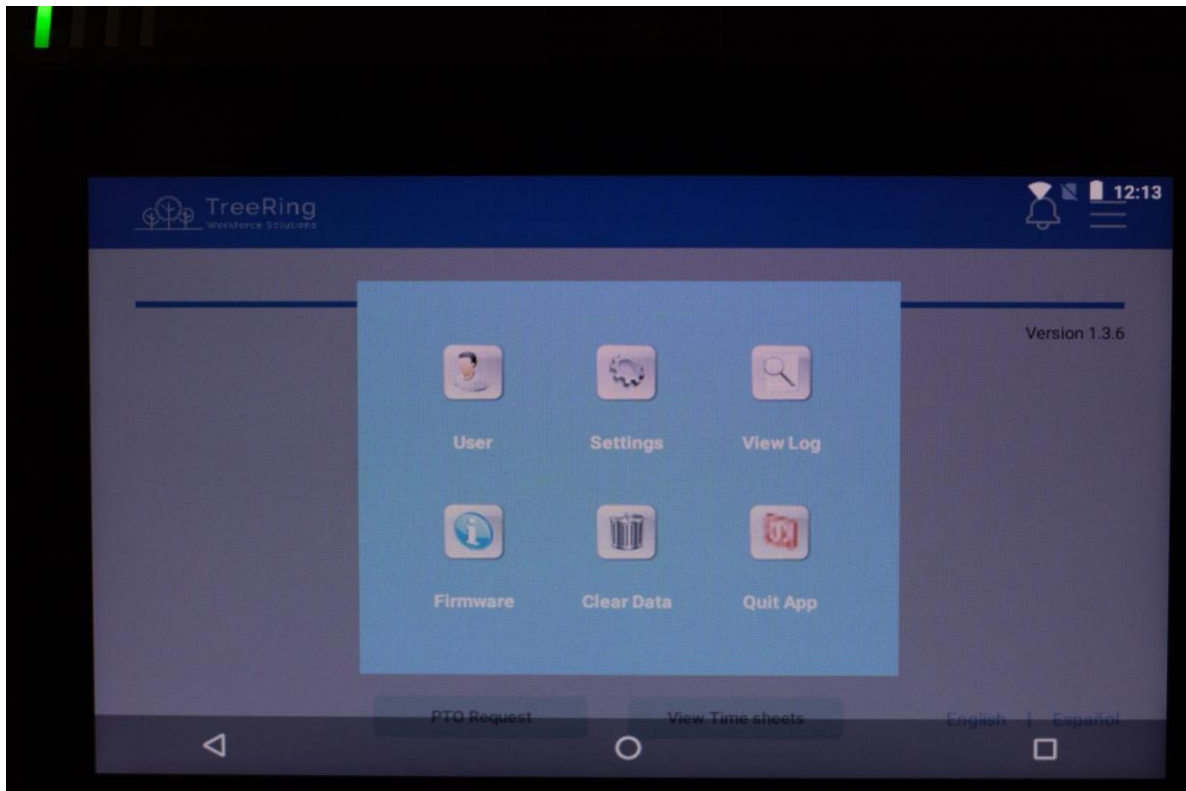 TreeRing
Workforce Solutions
12:13
Version 1.3.6
User
Settings
View Log
Firmware
Clear Data
Quit App
PTO Request
View Time sheets
English | Español